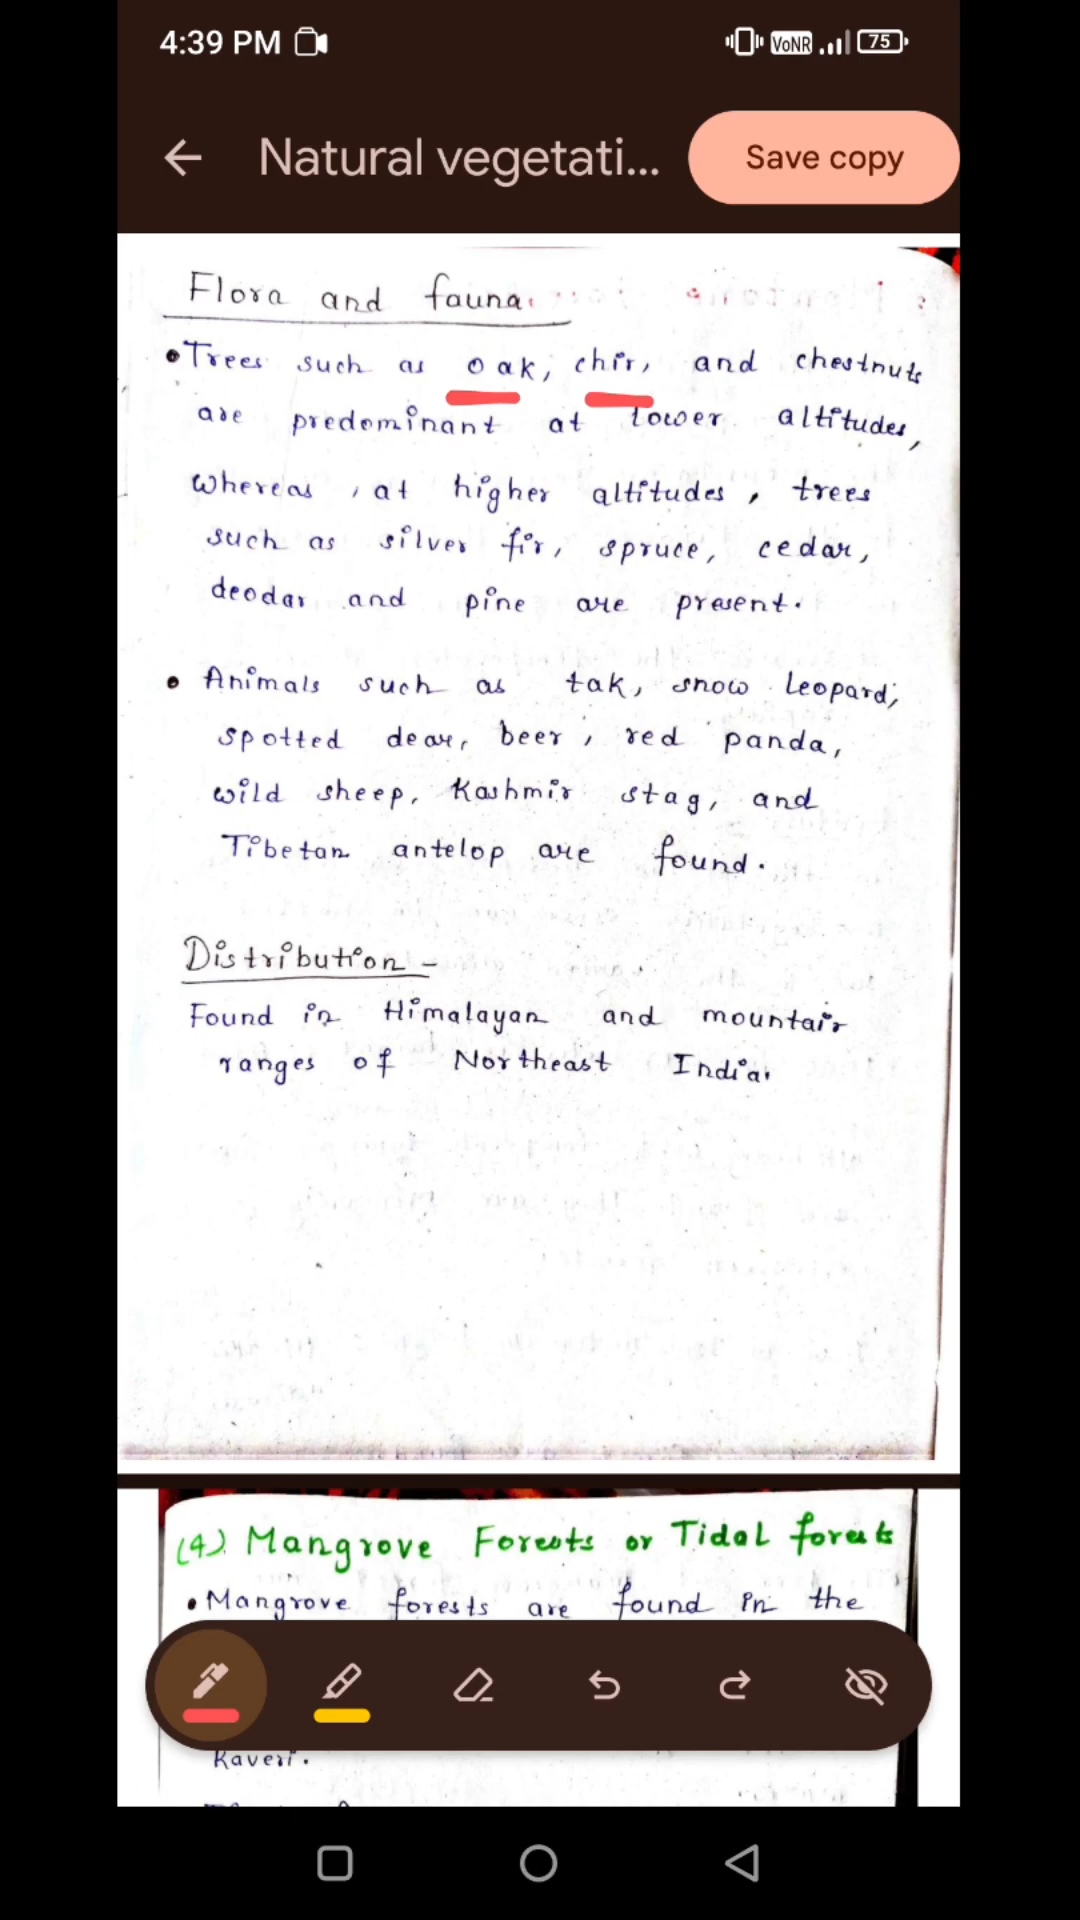 4:39 PM
VoNR
75
Natural vegetati...
Save copy
Flora and fauna.
•Trees such as oak, chir, and chestnuts
are predominant at lower altitudes,
whereas, at higher altitudes, trees
such as silver fir, spruce, cedar,
deodar and pine are present.
• Animals such as tak, snow leopard,
spotted dear, beer, red panda,
wild sheep, Kashmir stag, and
Tibetan antelop are found.
Distribution -
Found in Himalayan and mountair
ranges of Northeast India.
(4) Mangrove Forests or Tidal forests
• Mangrove forests are found in the
Kaveri.